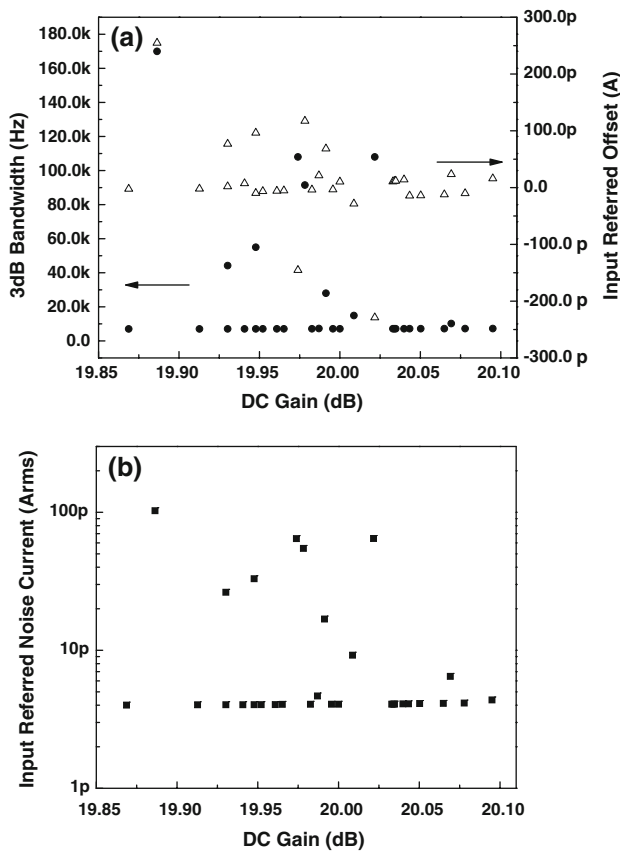 (a)
3dB Bandwidth (Hz)
180.0k
160.0k
140.0k
120.0k
100.0k
80.0k
60.0k
40.0k
20.0k
0.0
300.0p
200.0p
100.0p
0.0
-100.0 p
-200.0 p
-300.0 p
Input Referred Offset (A)
19.85 19.90 19.95 20.00 20.05 20.10
DC Gain (dB)
(b)
Input Referred Noise Current (Arms)
100p
10p
1p
19.85 19.90 19.95 20.00 20.05 20.10
DC Gain (dB)